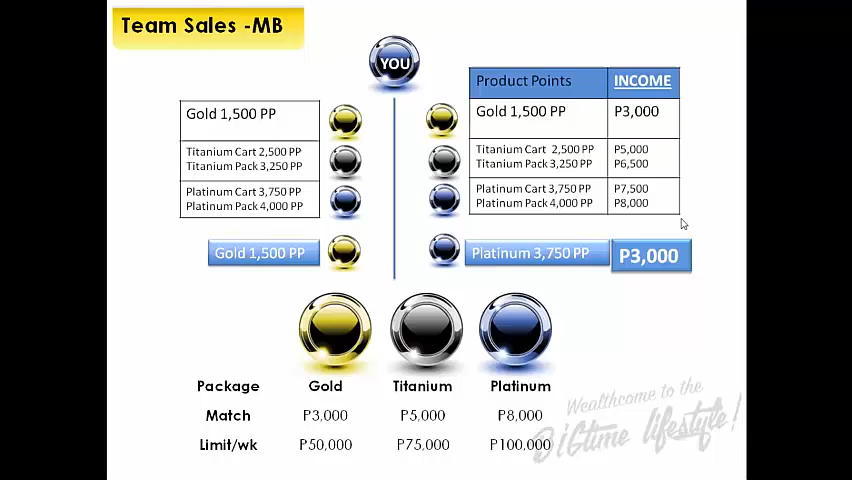 Team Sales -MB
YOU
Product Points INCOME
Gold 1,500 PP
Gold 1,500 PP P3,000
Titanium Cart 2,500 PP
Titanium Pack 3,250 PP
Titanium Cart 2,500 PP P5,000
Titanium Pack 3,250 PP P6,500
Platinum Cart 3,750 PP
Platinum Pack 4,000 PP
Platinum Cart 3,750 PP P7,500
Platinum Pack 4,000 PP P8,000
Gold 1,500 PP
Platinum 3,750 PP P3,000
Package Gold Titanium Platinum
Match P3,000 P5,000 P8,000
Limit/wk P50,000 P75,000 P100,000
Wealthcome to the
BiGtime lifestyle!